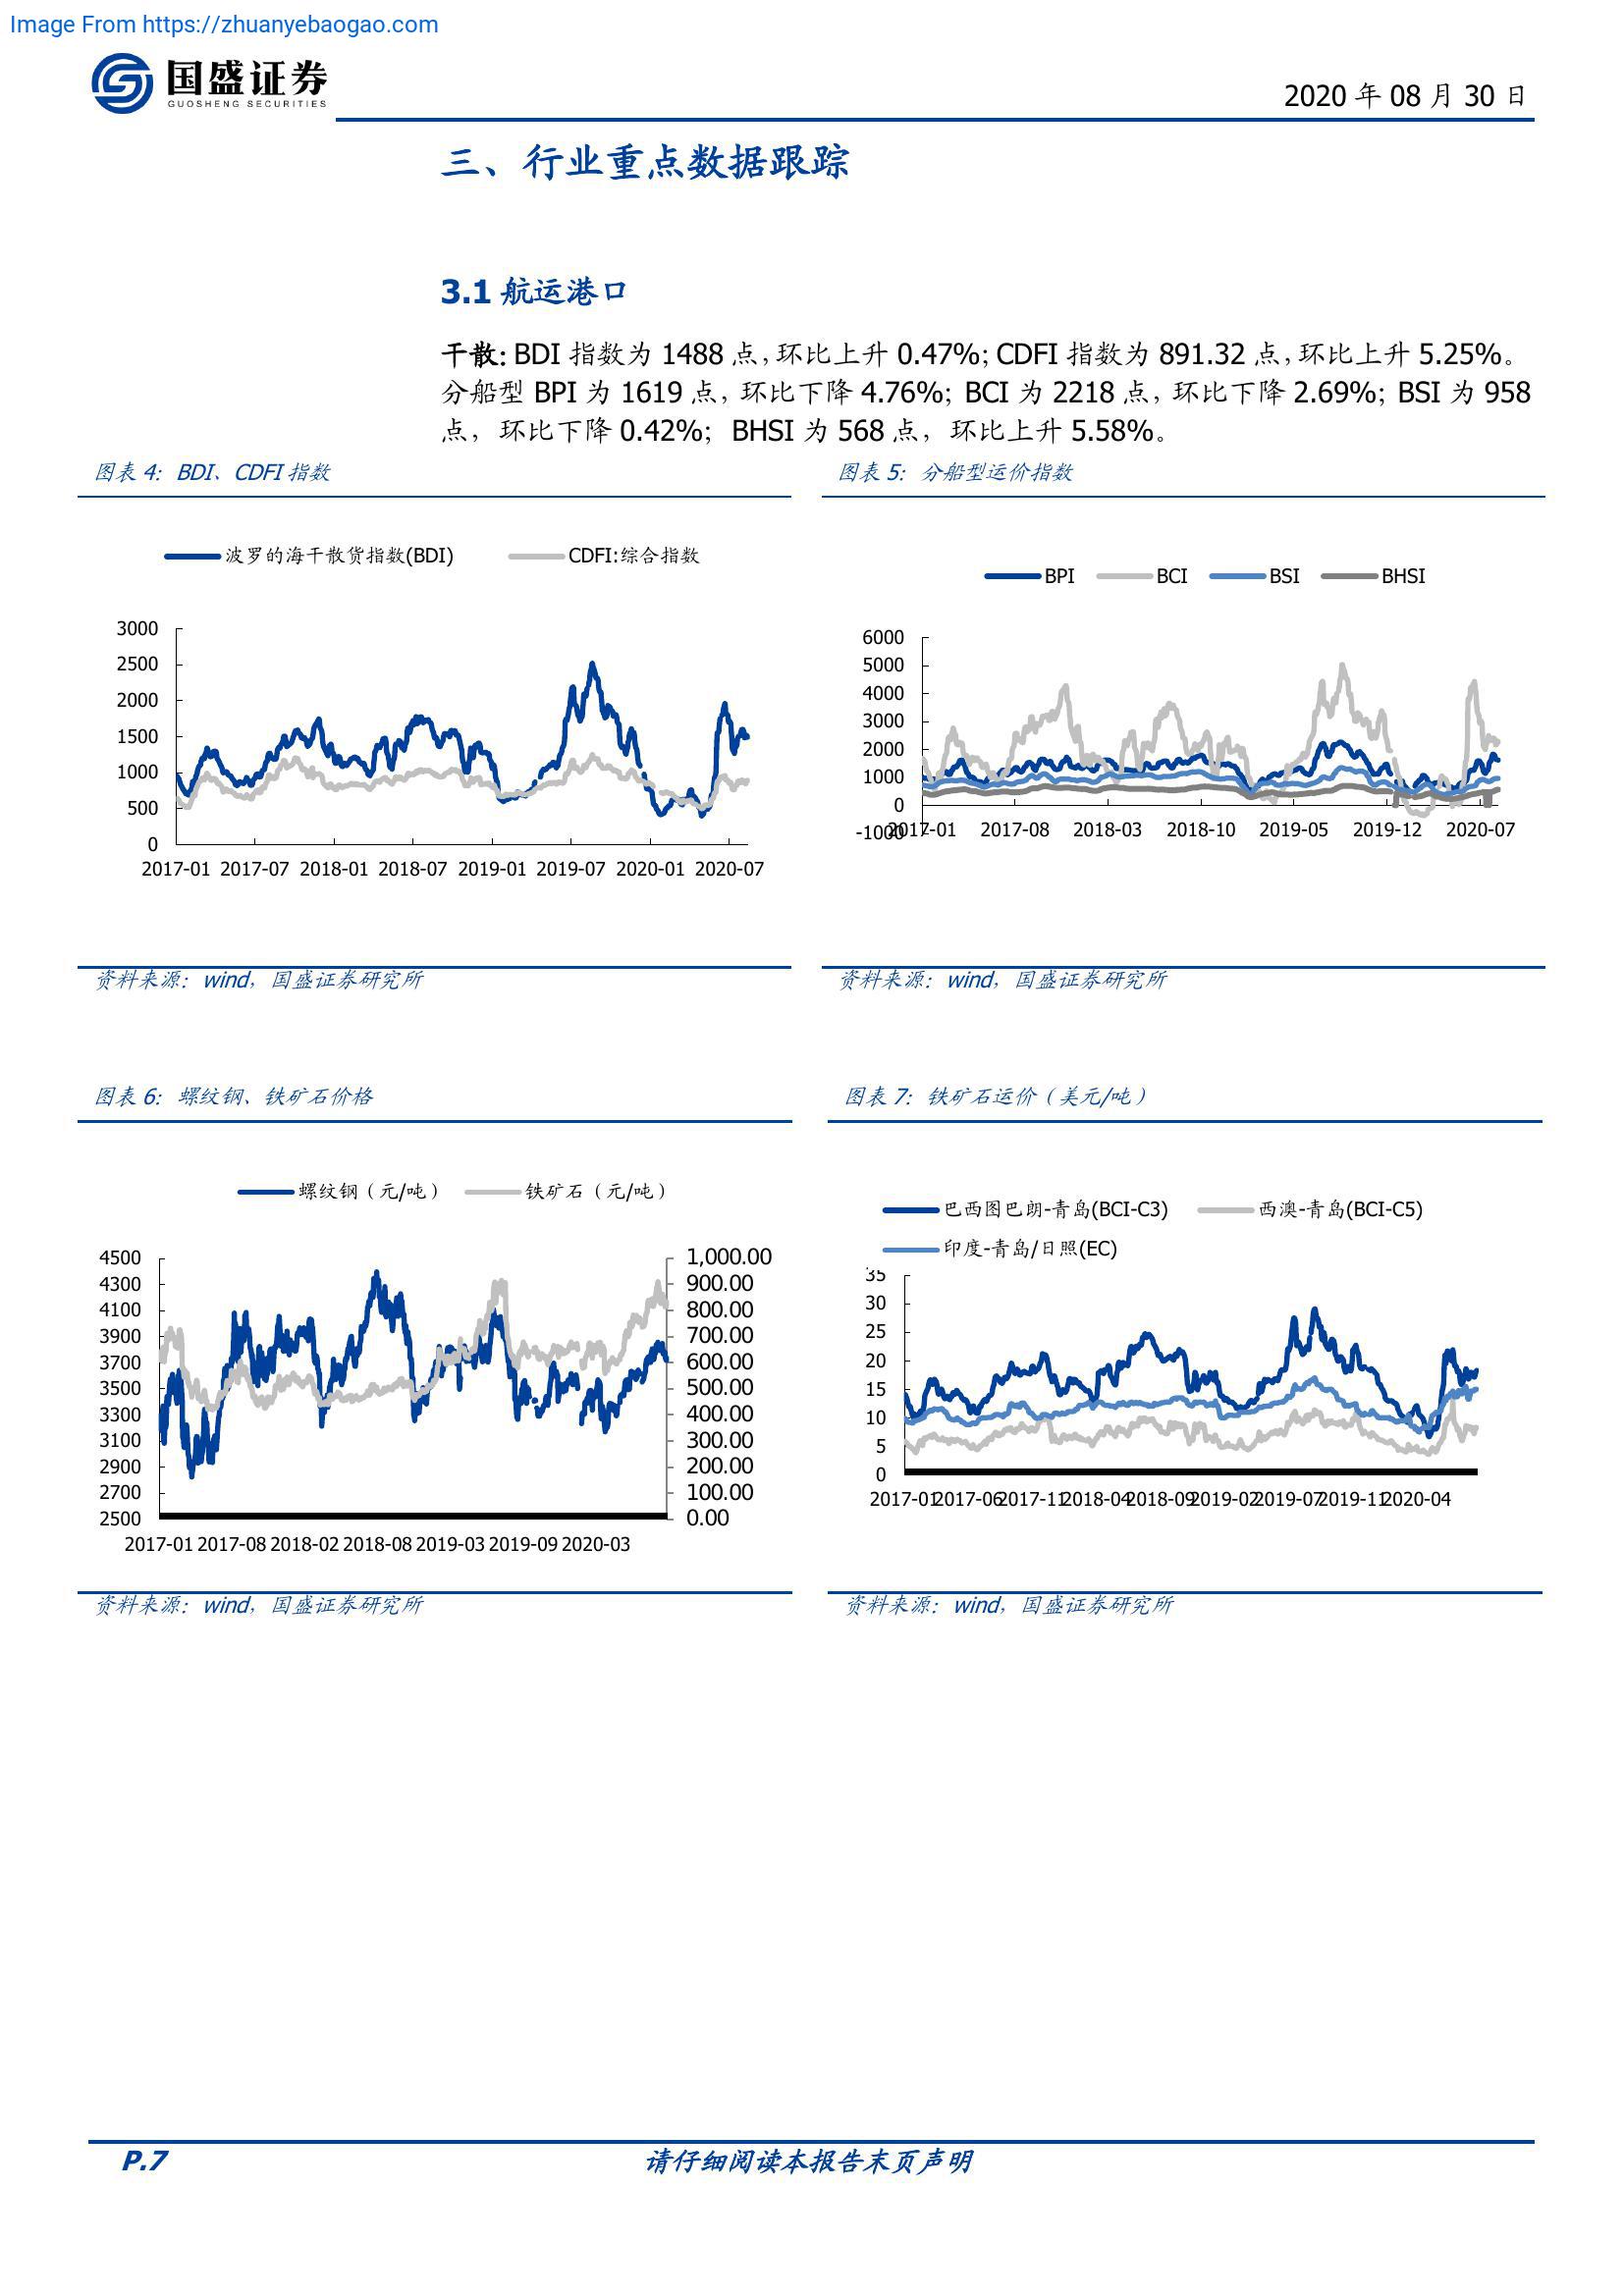 Image From https://zhuanyebaogao.com
国盛证券
GUOSHENG SECURITIES
2020 年 08 月 30 日
三、行业重点数据跟踪
3.1 航运港口
干散: BDI 指数为 1488 点,环比上升 0.47%; CDFI 指数为 891.32 点,环比上升 5.25%。
分船型 BPI 为 1619 点, 环比下降 4.76%; BCI 为 2218 点, 环比下降 2.69%; BSI 为 958
点, 环比下降 0.42%; BHSI 为 568 点, 环比上升 5.58%。
图表 4: BDI、CDFI 指数
波罗的海干散货指数(BDI) CDFI:综合指数
3000
2500
2000
1500
1000
500
0
2017-01 2017-07 2018-01 2018-07 2019-01 2019-07 2020-01 2020-07
资料来源: wind, 国盛证券研究所
图表 5: 分船型运价指数
BPI BCI BSI BHSI
6000
5000
4000
3000
2000
1000
0
-1000
2017-01 2017-08 2018-03 2018-10 2019-05 2019-12 2020-07
资料来源: wind, 国盛证券研究所
图表 6: 螺纹钢、铁矿石价格
螺纹钢（元/吨） 铁矿石（元/吨）
4500 1,000.00
4300 900.00
4100 800.00
3900 700.00
3700 600.00
3500 500.00
3300 400.00
3100 300.00
2900 200.00
2700 100.00
2500 0.00
2017-01 2017-08 2018-02 2018-08 2019-03 2019-09 2020-03
资料来源: wind, 国盛证券研究所
图表 7: 铁矿石运价（美元/吨）
巴西图巴朗-青岛(BCI-C3) 西澳-青岛(BCI-C5)
印度-青岛/日照(EC)
35
30
25
20
15
10
5
0
2017-01 2017-06 2017-11 2018-04 2018-09 2019-02 2019-07 2019-11 2020-04
资料来源: wind, 国盛证券研究所
P.7 请仔细阅读本报告末页声明